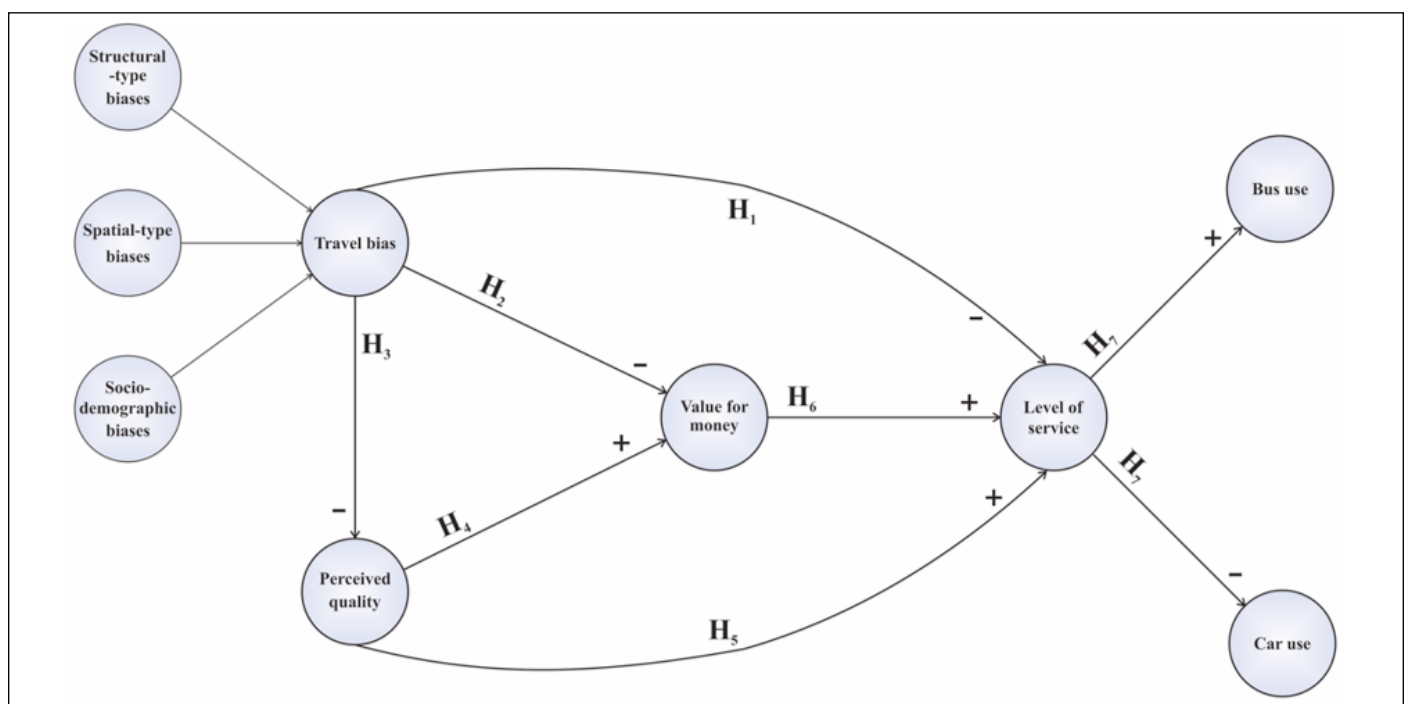 Structural
-type
biases
Spatial-type
biases
Socio-
demographic
biases
Travel bias
H₁
−
H₂
−
H₃
−
Perceived
quality
H₄
+
H₅
+
Value for
money
H₆
+
Level of
service
H₇
+
Bus use
H₇
−
Car use